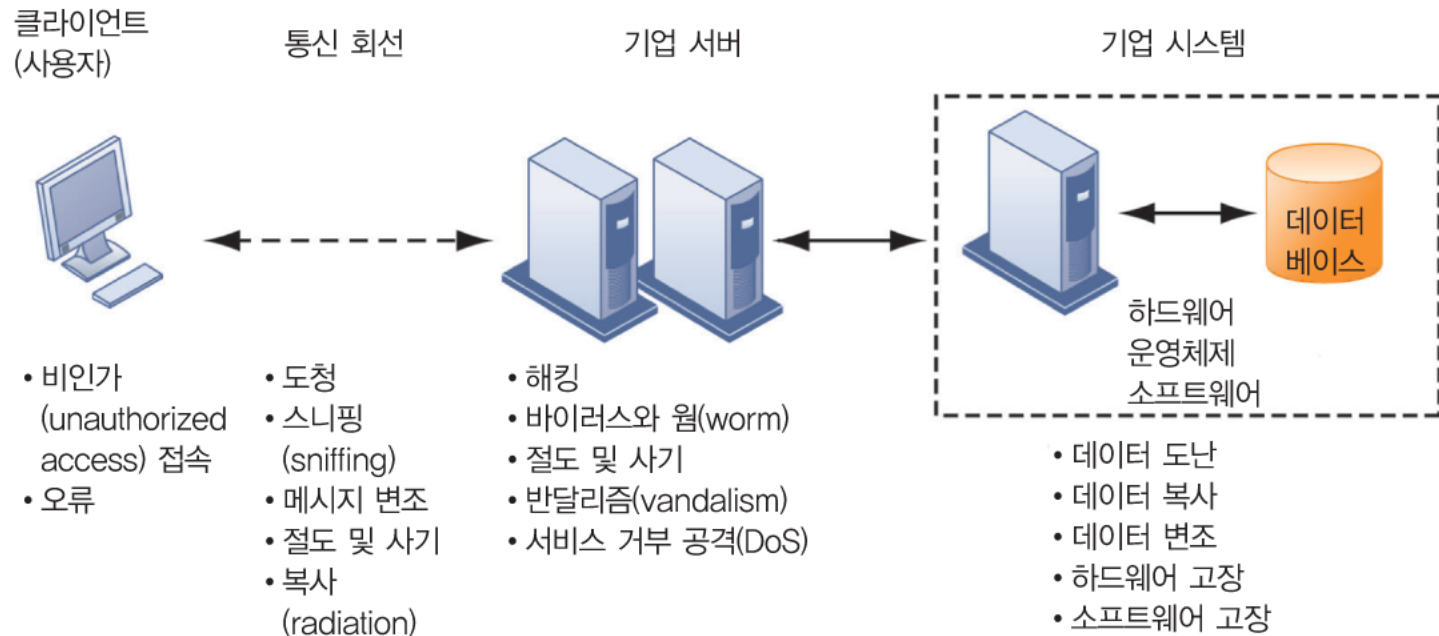 클라이언트
(사용자)
통신 회선
기업 서버
기업 시스템
데이터
베이스
하드웨어
운영체제
소프트웨어
• 비인가
(unauthorized
access) 접속
• 오류
• 도청
• 스니핑
(sniffing)
• 메시지 변조
• 절도 및 사기
• 복사
(radiation)
• 해킹
• 바이러스와 웜(worm)
• 절도 및 사기
• 반달리즘(vandalism)
• 서비스 거부 공격(DoS)
• 데이터 도난
• 데이터 복사
• 데이터 변조
• 하드웨어 고장
• 소프트웨어 고장